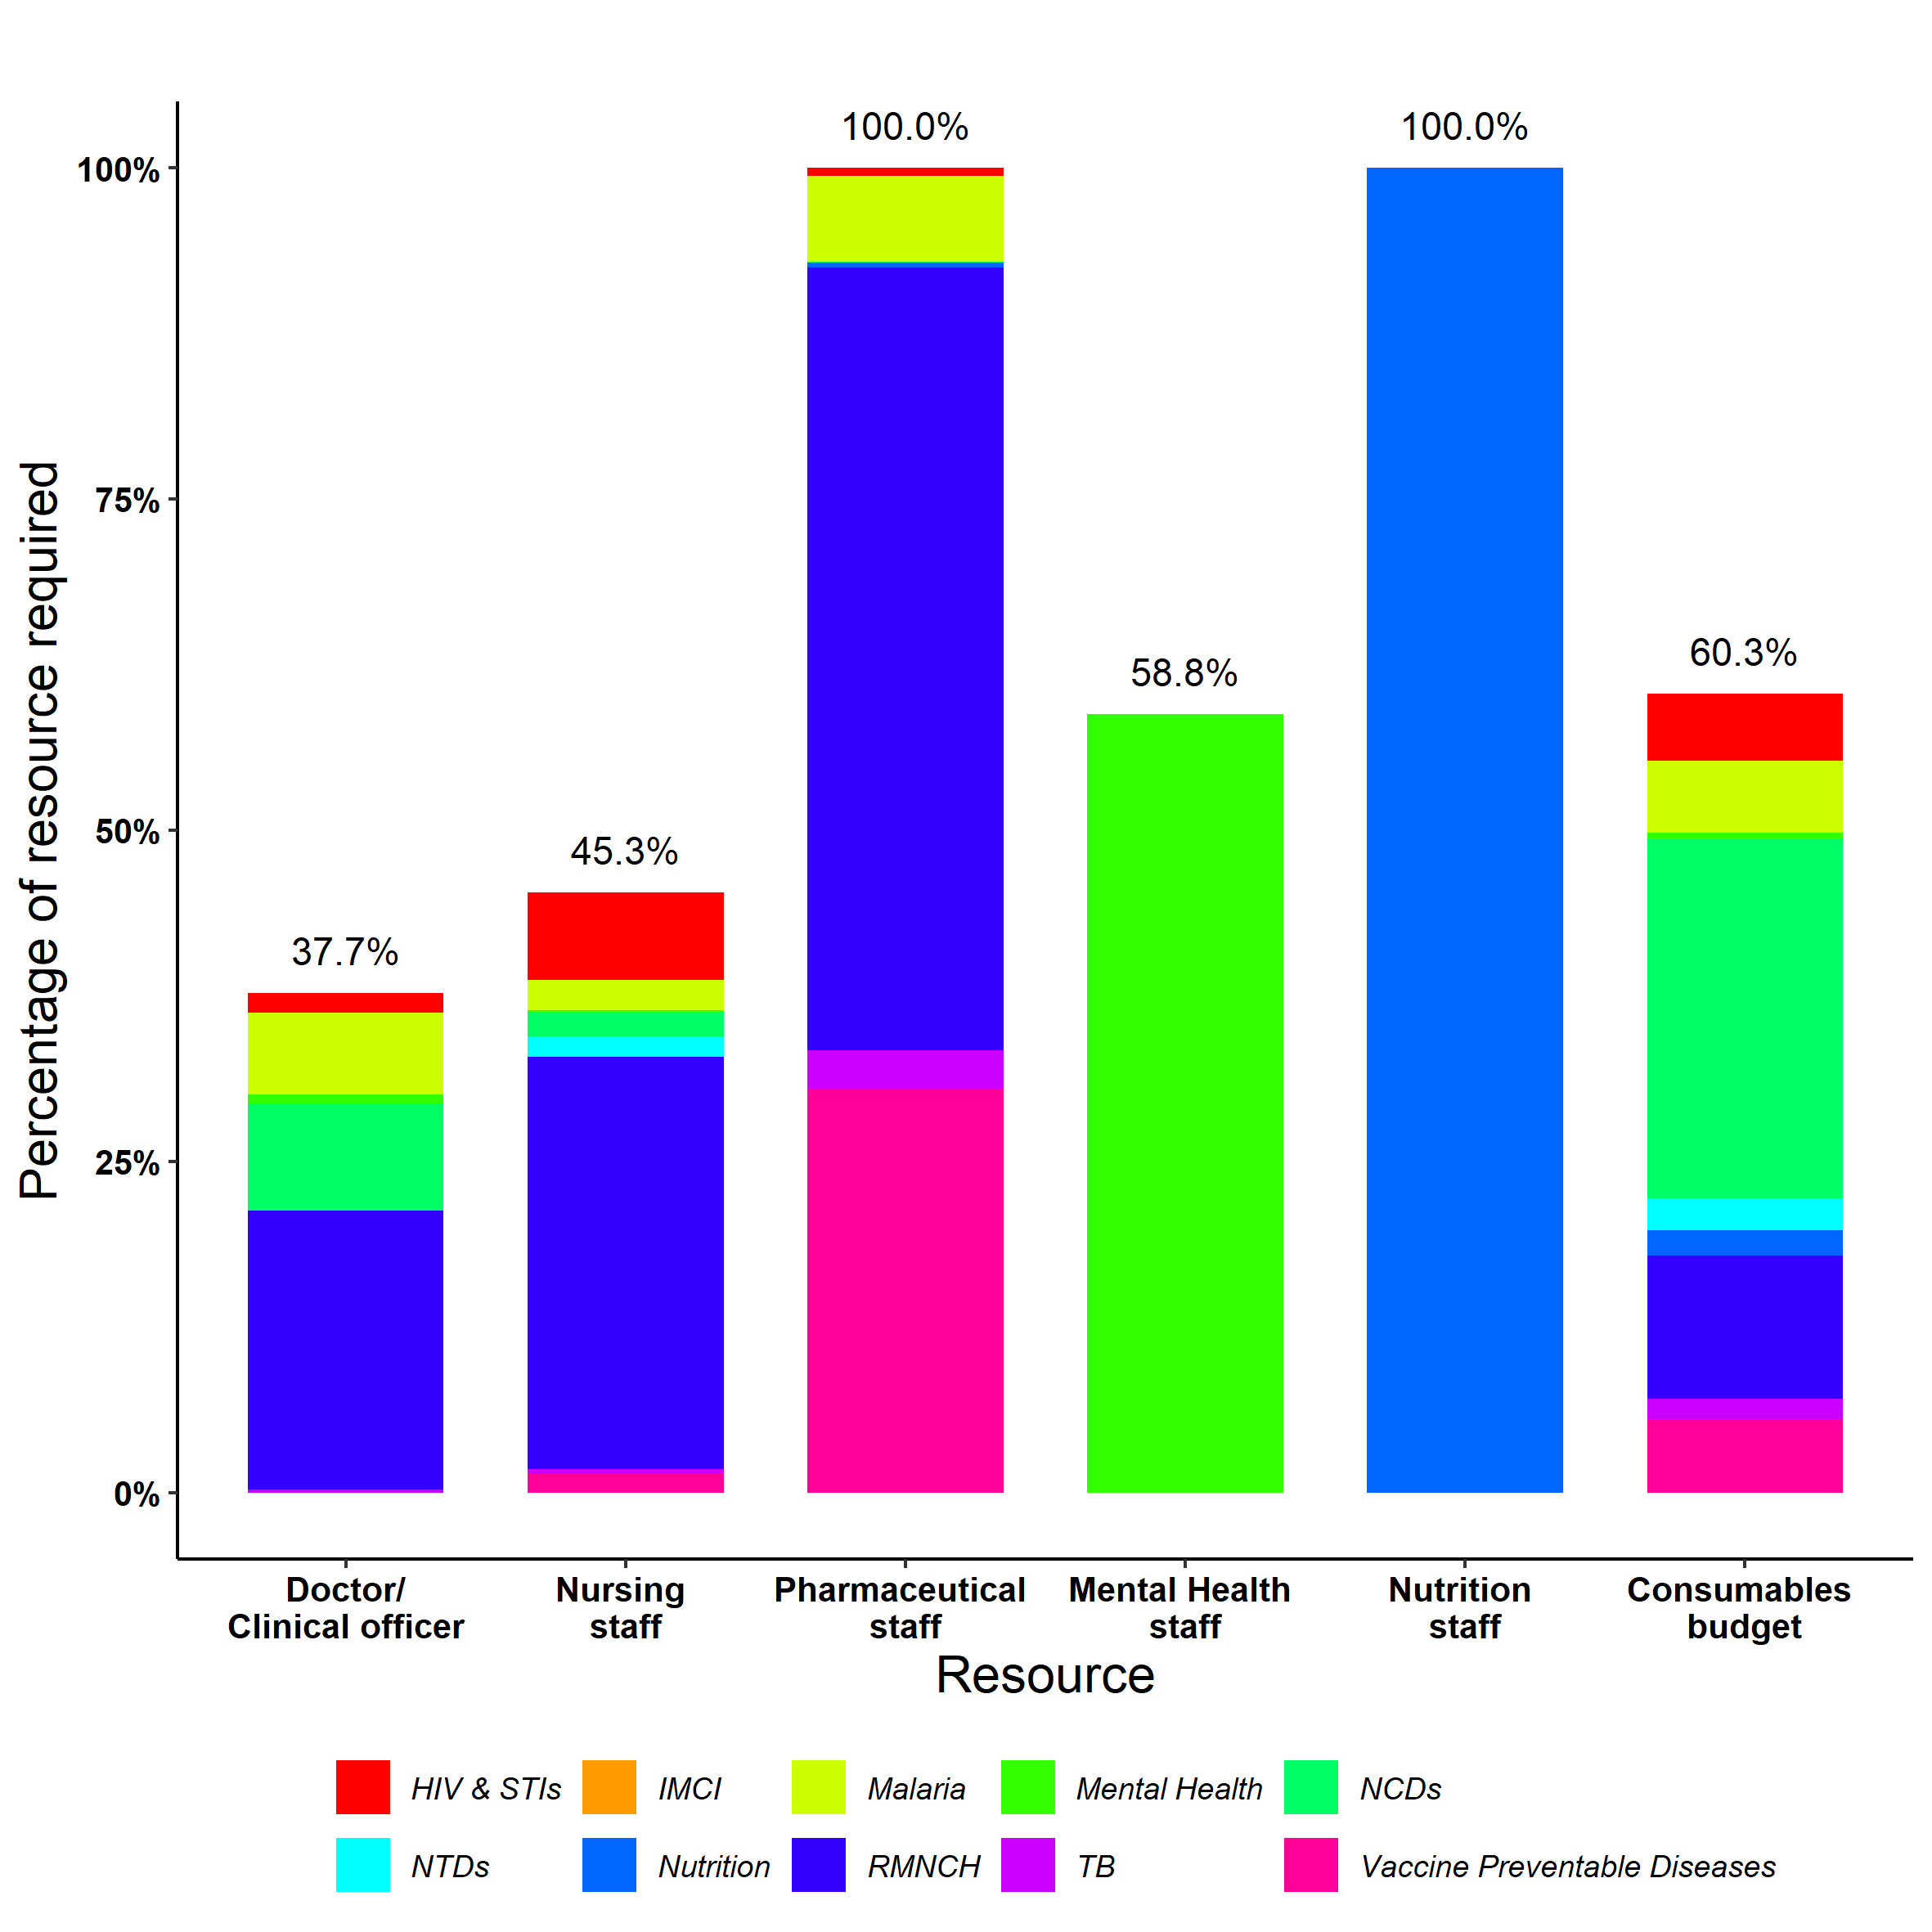 100.0%
100.0%
100%
75%
60.3%
58.8%
50%
45.3%
37.7%
25%
0%
Percentage of resource required
Doctor/
Clinical officer
Nursing
staff
Pharmaceutical
staff
Mental Health
staff
Nutrition
staff
Consumables
budget
Resource
HIV & STIs
IMCI
Malaria
Mental Health
NCDs
NTDs
Nutrition
RMNCH
TB
Vaccine Preventable Diseases